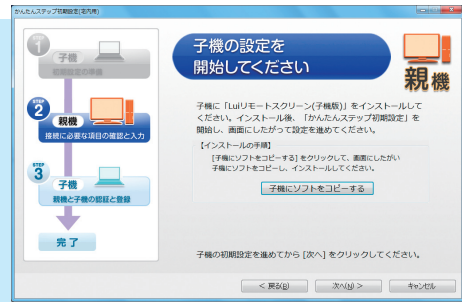 かんたんステップ初期設定(宅内用)
STEP
1
子機
初期設定の準備
STEP
2
親機
接続に必要な項目の確認と入力
STEP
3
子機
親機と子機の認証と登録
完了
子機の設定を
開始してください
親機
子機に「Luiリモートスクリーン(子機版)」をインストールして
ください。インストール後、「かんたんステップ初期設定」を
開始し、画面にしたがって設定を進めてください。
【インストールの手順】
[子機にソフトをコピーする]をクリックして、画面にしたがい
子機にソフトをコピーし、インストールしてください。
子機にソフトをコピーする
子機の初期設定を進めてから [次へ] をクリックしてください。
< 戻る(B)
次へ(N) >
キャンセル